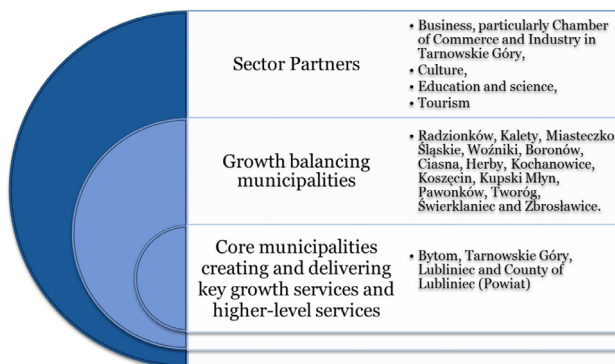 Sector Partners
• Business, particularly Chamber
of Commerce and Industry in
Tarnowskie Góry,
• Culture,
• Education and science,
• Tourism
Growth balancing
municipalities
• Radzionków, Kalety, Miasteczko
Śląskie, Woźniki, Boronów,
Ciasna, Herby, Kochanowice,
Koszęcin, Kupski Młyn,
Pawonków, Tworóg,
Świerklaniec and Zbrosławice.
Core municipalities
creating and delivering
key growth services and
higher-level services
• Bytom, Tarnowskie Góry,
Lubliniec and County of
Lubliniec (Powiat)